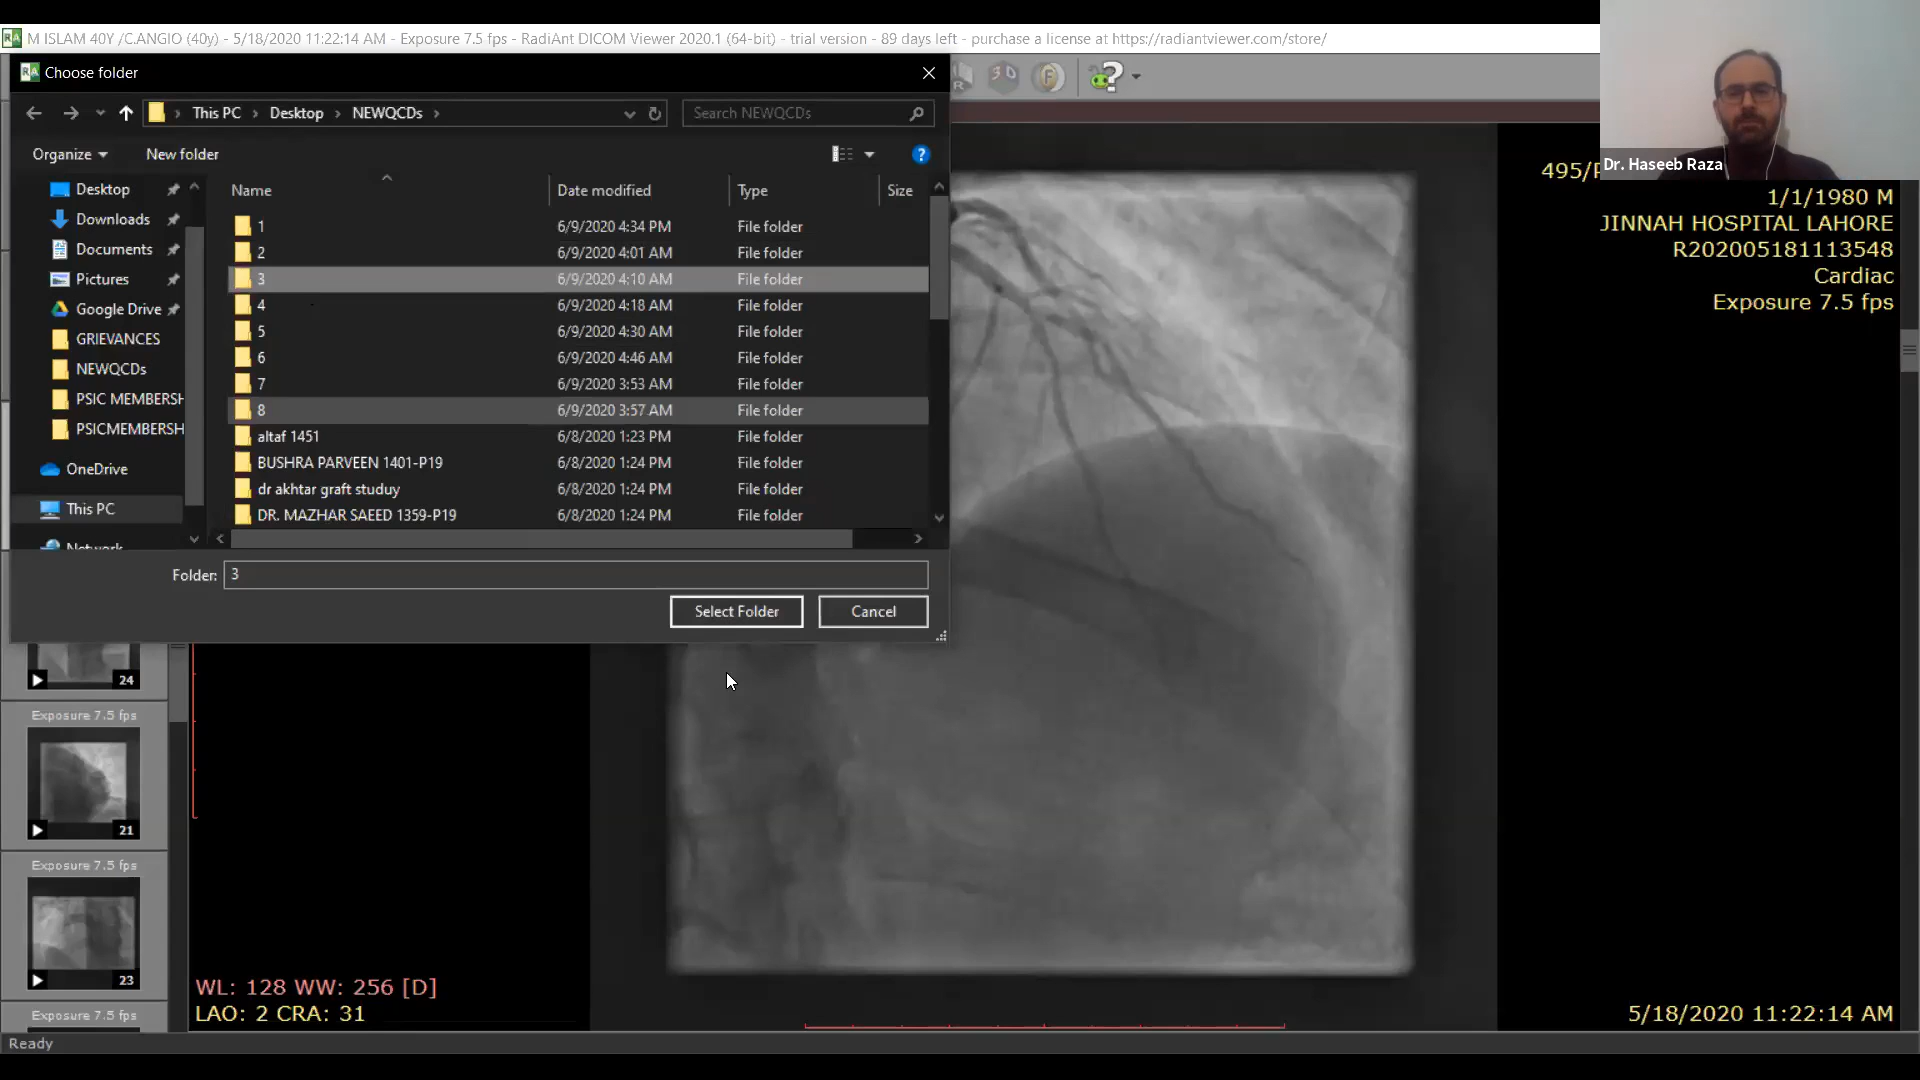 M ISLAM 40Y /C.ANGIO (40y) - 5/18/2020 11:22:14 AM - Exposure 7.5 fps - RadiAnt DICOM Viewer 2020.1 (64-bit) - trial version - 89 days left - purchase a license at https://radiantviewer.com/store/
RA Choose folder
This PC > Desktop > NEWQCDs >
Search NEWQCDs
Organize
New folder
Name Date modified Type Size
1 6/9/2020 4:34 PM File folder
2 6/9/2020 4:01 AM File folder
3 6/9/2020 4:10 AM File folder
4 6/9/2020 4:18 AM File folder
5 6/9/2020 4:30 AM File folder
6 6/9/2020 4:46 AM File folder
7 6/9/2020 3:53 AM File folder
8 6/9/2020 3:57 AM File folder
altaf 1451 6/8/2020 1:23 PM File folder
BUSHRA PARVEEN 1401-P19 6/8/2020 1:24 PM File folder
dr akhtar graft studuy 6/8/2020 1:24 PM File folder
DR. MAZHAR SAEED 1359-P19 6/8/2020 1:24 PM File folder
Desktop
Downloads
Documents
Pictures
Google Drive
GRIEVANCES
NEWQCDs
PSIC MEMBERSH
PSICMEMBERSH
OneDrive
This PC
Network
Folder: 3
Select Folder
Cancel
3D
F
?
Dr. Haseeb Raza
495/
1/1/1980 M
JINNAH HOSPITAL LAHORE
R202005181113548
Cardiac
Exposure 7.5 fps
24
Exposure 7.5 fps
21
Exposure 7.5 fps
23
Exposure 7.5 fps
WL: 128 WW: 256 [D]
LAO: 2 CRA: 31
5/18/2020 11:22:14 AM
Ready